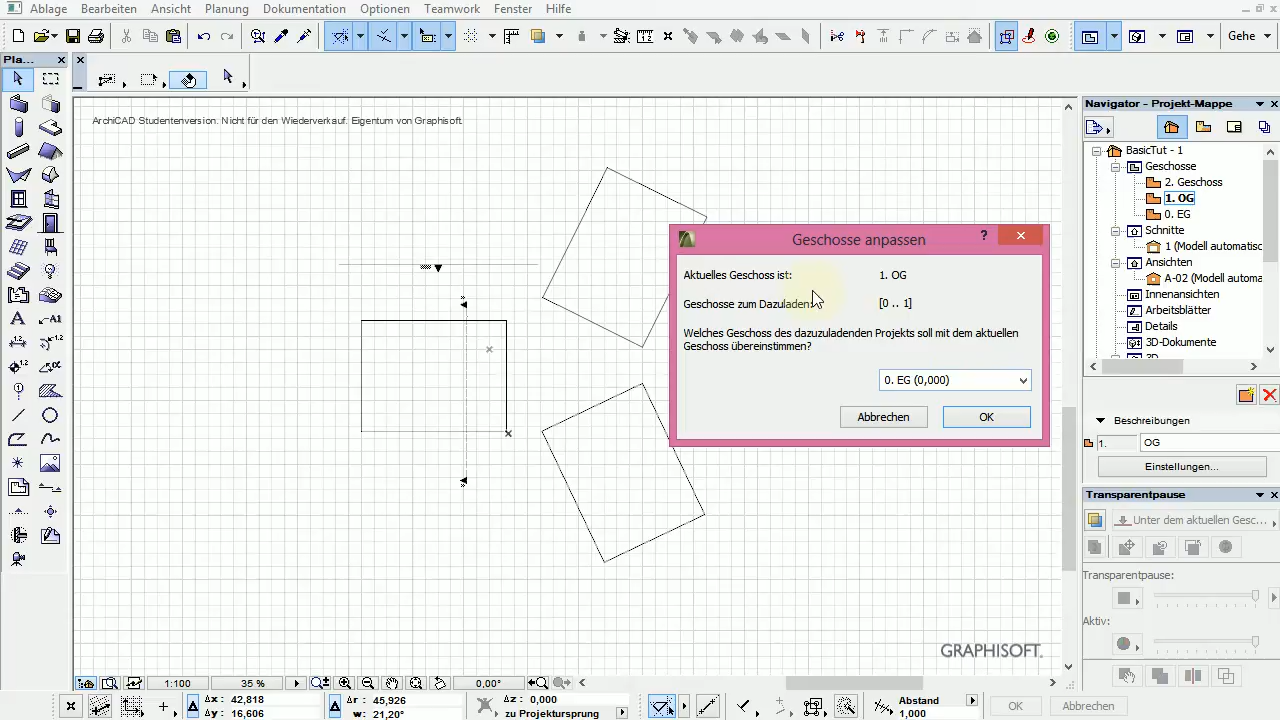 Ablage Bearbeiten Ansicht Planung Dokumentation Optionen Teamwork Fenster Hilfe
Gehe
Pla...
Navigator - Projekt-Mappe
ArchiCAD Studentenversion. Nicht für den Wiederverkauf. Eigentum von Graphisoft.
BasicTut - 1
Geschosse
2. Geschoss
1. OG
0. EG
Schnitte
1 (Modell automatisc
Ansichten
A-02 (Modell automa
Innenansichten
Arbeitsblätter
Details
3D-Dokumente
Geschosse anpassen
?
Aktuelles Geschoss ist: 1. OG
Geschosse zum Dazuladen: [0 .. 1]
Welches Geschoss des dazuzuladenden Projekts soll mit dem aktuellen
Geschoss übereinstimmen?
0. EG (0,000)
Abbrechen OK
Beschreibungen
1. OG
Einstellungen...
Transparentpause
Unter dem aktuellen Gesc...
Transparentpause:
Aktiv:
GRAPHISOFT.
1:100 35 % 0,00°
Δx: 42,818 Δr: 45,926 Δz: 0,000 Abstand
Δy: 16,606 w: 21,20° zu Projektursprung 1,000
OK Abbrechen